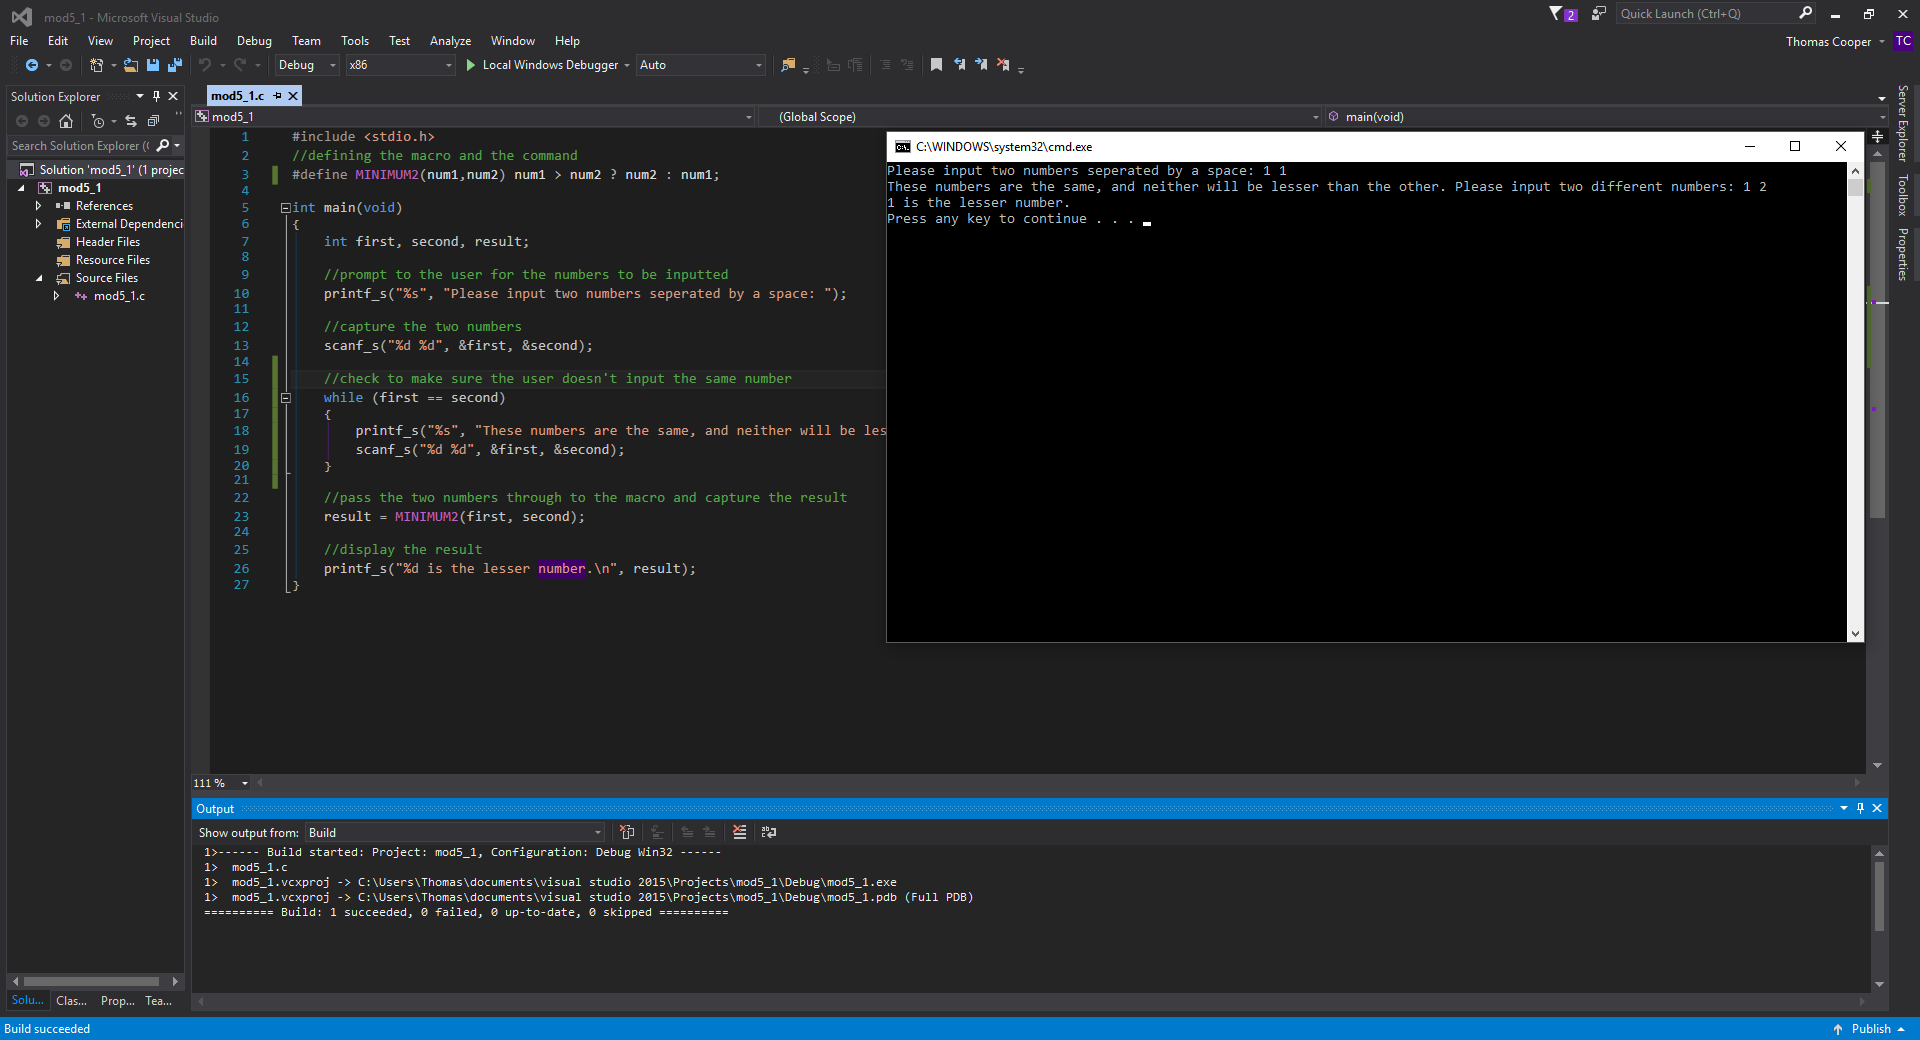 mod5_1 - Microsoft Visual Studio
2
Quick Launch (Ctrl+Q)
File Edit View Project Build Debug Team Tools Test Analyze Window Help
Thomas Cooper TC
Debug x86 Local Windows Debugger Auto
Solution Explorer
Search Solution Explorer (
Solution 'mod5_1' (1 projec
mod5_1
References
External Dependenci
Header Files
Resource Files
Source Files
mod5_1.c
Solu... Clas... Prop... Tea...
mod5_1.c
mod5_1 (Global Scope) main(void)
1 #include <stdio.h>
2 //defining the macro and the command
3 #define MINIMUM2(num1,num2) num1 > num2 ? num2 : num1;
4
5 int main(void)
6 {
7 int first, second, result;
8
9 //prompt to the user for the numbers to be inputted
10 printf_s("%s", "Please input two numbers seperated by a space: ");
11
12 //capture the two numbers
13 scanf_s("%d %d", &first, &second);
14
15 //check to make sure the user doesn't input the same number
16 while (first == second)
17 {
18 printf_s("%s", "These numbers are the same, and neither will be les
19 scanf_s("%d %d", &first, &second);
20 }
21
22 //pass the two numbers through to the macro and capture the result
23 result = MINIMUM2(first, second);
24
25 //display the result
26 printf_s("%d is the lesser number.\n", result);
27 }
111 %
C:\WINDOWS\system32\cmd.exe
Please input two numbers seperated by a space: 1 1
These numbers are the same, and neither will be lesser than the other. Please input two different numbers: 1 2
1 is the lesser number.
Press any key to continue . . .
Server Explorer
Toolbox
Properties
Output
Show output from: Build
1>------ Build started: Project: mod5_1, Configuration: Debug Win32 ------
1> mod5_1.c
1> mod5_1.vcxproj -> C:\Users\Thomas\documents\visual studio 2015\Projects\mod5_1\Debug\mod5_1.exe
1> mod5_1.vcxproj -> C:\Users\Thomas\documents\visual studio 2015\Projects\mod5_1\Debug\mod5_1.pdb (Full PDB)
========== Build: 1 succeeded, 0 failed, 0 up-to-date, 0 skipped ==========
Build succeeded
Publish